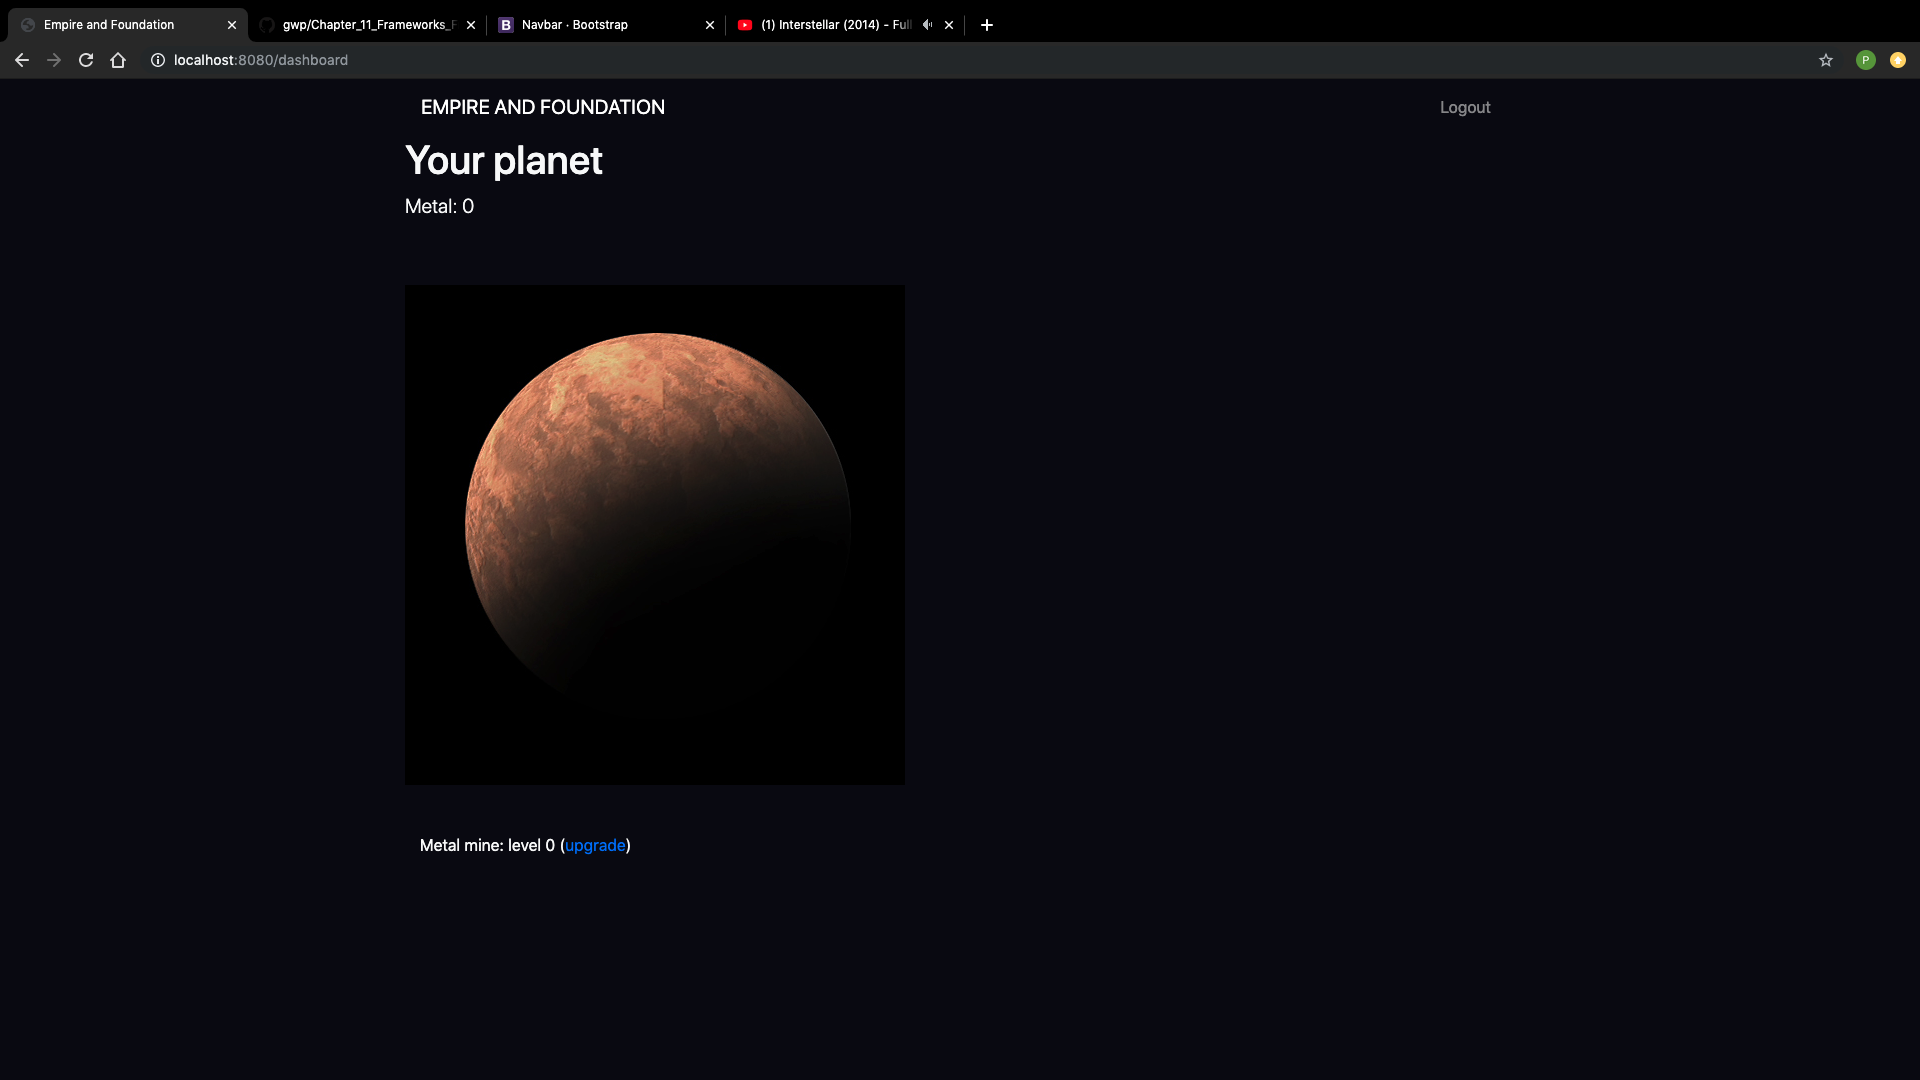 Empire and Foundation
gwp/Chapter_11_Frameworks_F
B Navbar · Bootstrap
(1) Interstellar (2014) - Full
localhost:8080/dashboard
P
EMPIRE AND FOUNDATION
Logout
Your planet
Metal: 0
Metal mine: level 0 (upgrade)